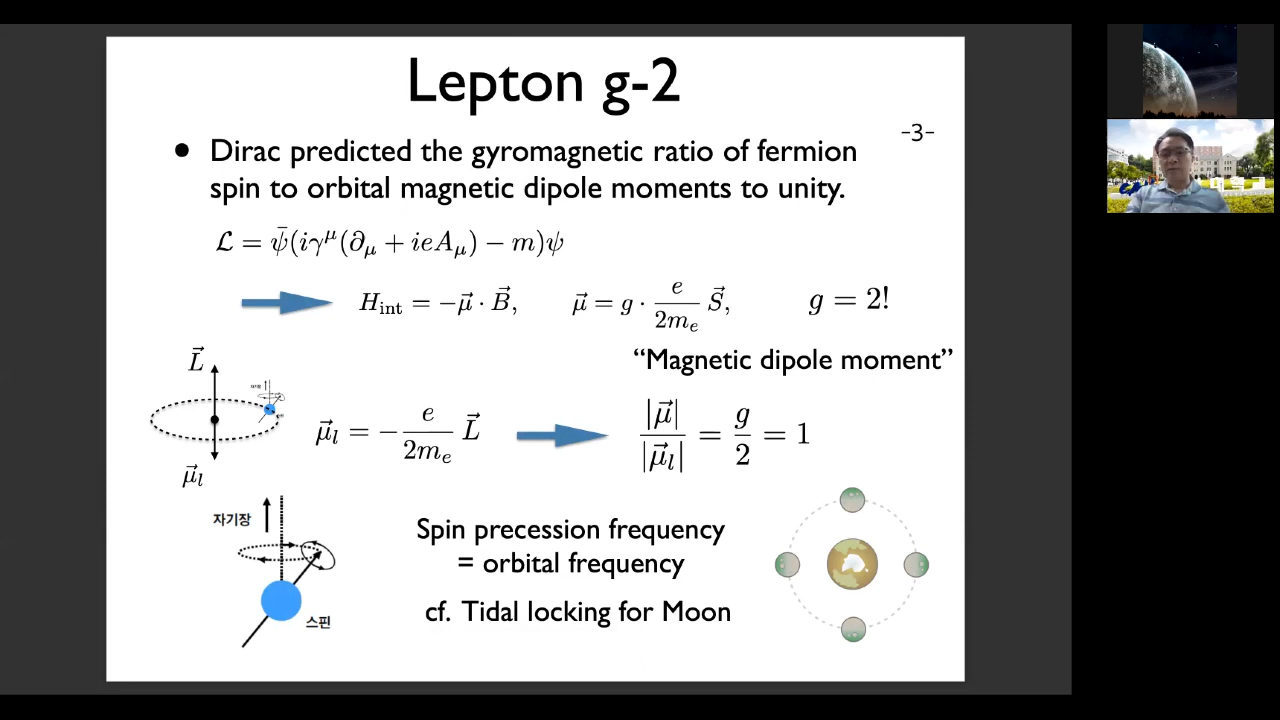 Lepton g-2
-3-
• Dirac predicted the gyromagnetic ratio of fermion
spin to orbital magnetic dipole moments to unity.
ℒ = ψ̄(iγ^μ(∂_μ + ieA_μ) − m)ψ
H_int = −μ⃗ · B⃗, μ⃗ = g · e/2m_e S⃗, g = 2!
“Magnetic dipole moment”
L⃗
μ⃗_l = − e/2m_e L⃗
|μ⃗|/|μ⃗_l| = g/2 = 1
μ⃗_l
자기장
스핀
Spin precession frequency
= orbital frequency
cf. Tidal locking for Moon